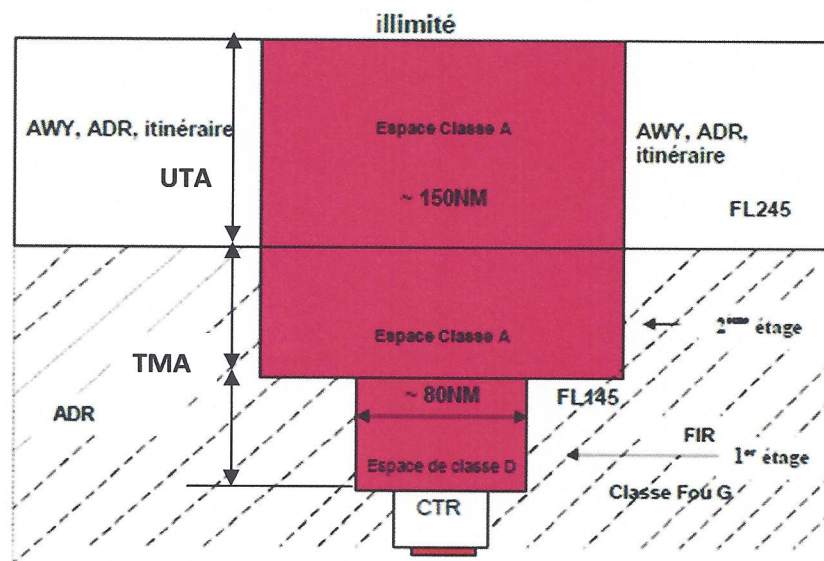 illimité
AWY, ADR, itinéraire
Espace Classe A
AWY, ADR,
itinéraire
UTA
~ 150NM
FL245
Espace Classe A
2ème étage
TMA
~ 80NM
FL145
ADR
FIR
1er étage
Espace de classe D
Classe Fou G
CTR